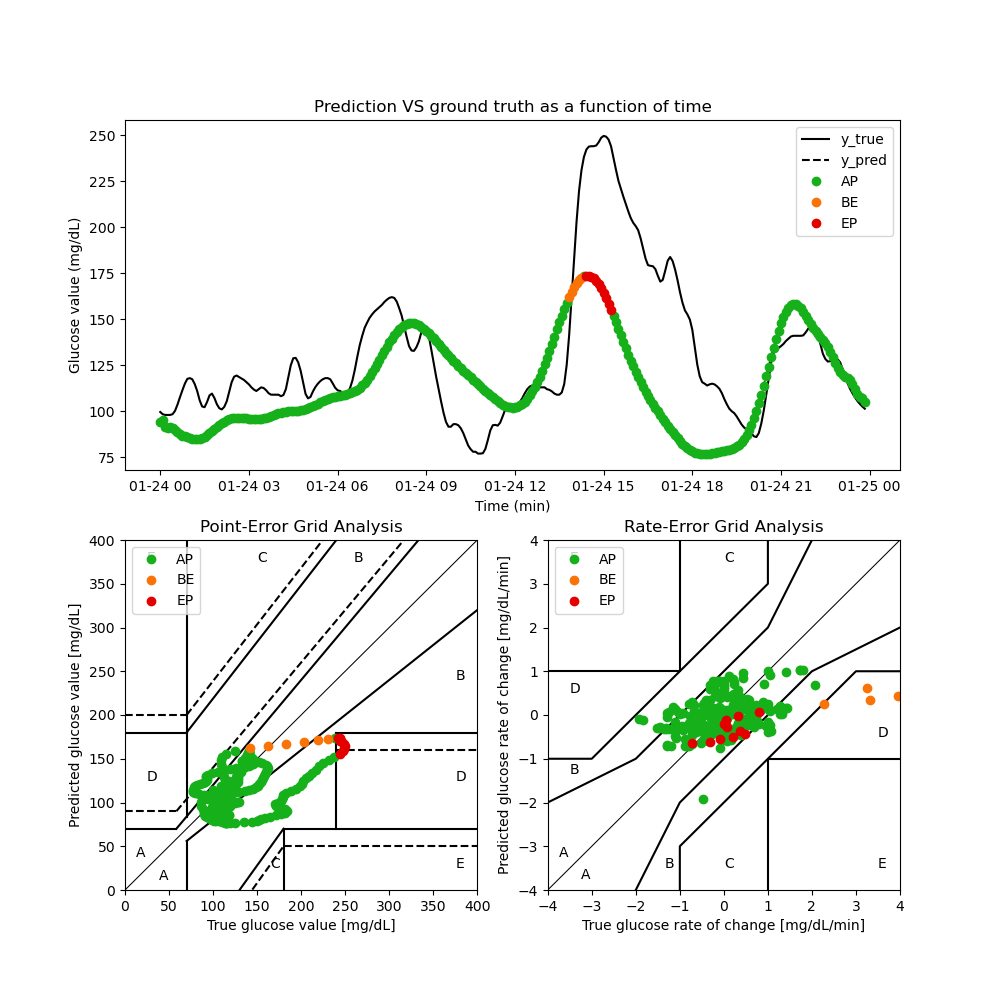 Prediction VS ground truth as a function of time
Glucose value (mg/dL)
250
225
200
175
150
125
100
75
y_true
y_pred
AP
BE
EP
01-24 00 01-24 03 01-24 06 01-24 09 01-24 12 01-24 15 01-24 18 01-24 21 01-25 00
Time (min)
Point-Error Grid Analysis
Predicted glucose value [mg/dL]
400
350
300
250
200
150
100
50
0
AP
BE
EP
C
B
B
D
D
A
A
C
E
0 50 100 150 200 250 300 350 400
True glucose value [mg/dL]
Rate-Error Grid Analysis
Predicted glucose rate of change [mg/dL/min]
4
3
2
1
0
−1
−2
−3
−4
AP
BE
EP
C
D
D
B
A
A
B
C
E
−4 −3 −2 −1 0 1 2 3 4
True glucose rate of change [mg/dL/min]